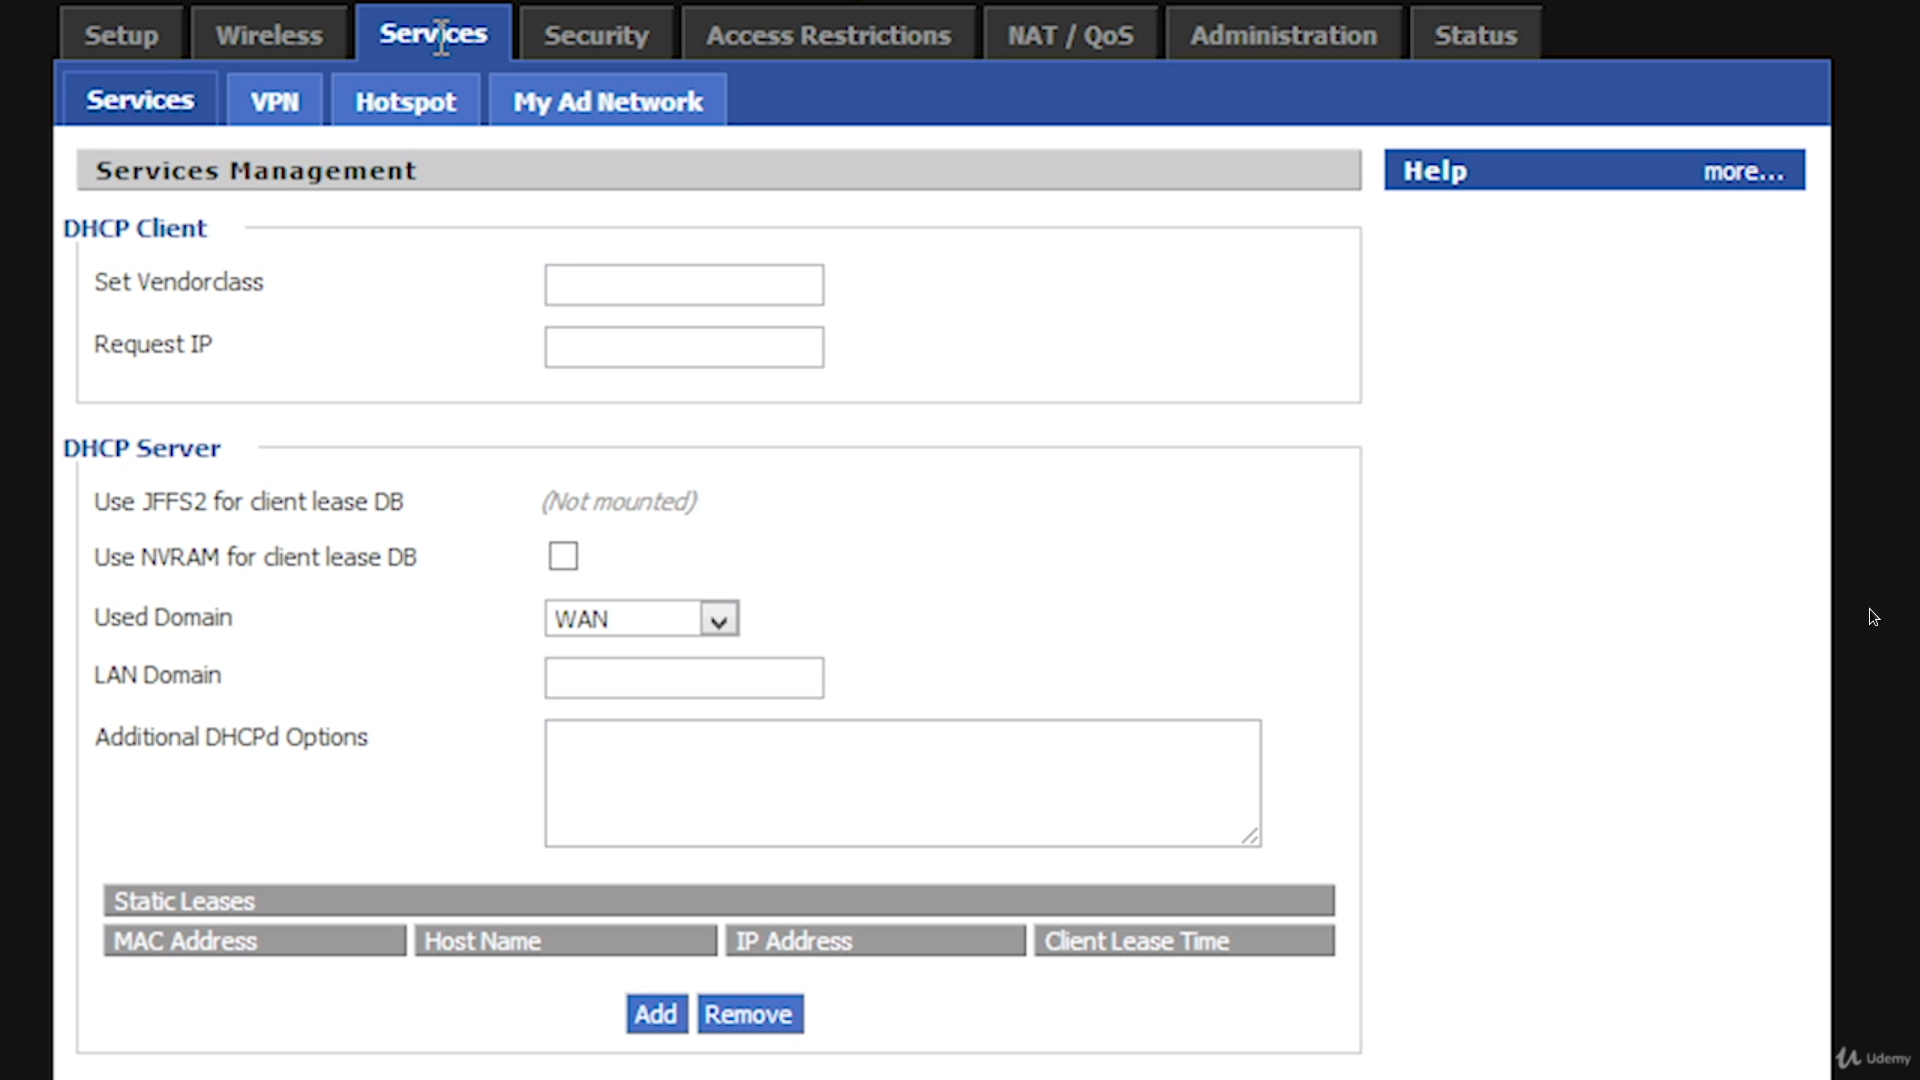 Setup Wireless Services Security Access Restrictions NAT / QoS Administration Status
Services VPN Hotspot My Ad Network
Services Management
Help more...
DHCP Client
Set Vendorclass
Request IP
DHCP Server
Use JFFS2 for client lease DB (Not mounted)
Use NVRAM for client lease DB
Used Domain WAN
LAN Domain
Additional DHCPd Options
Static Leases
MAC Address Host Name IP Address Client Lease Time
Add Remove
Udemy